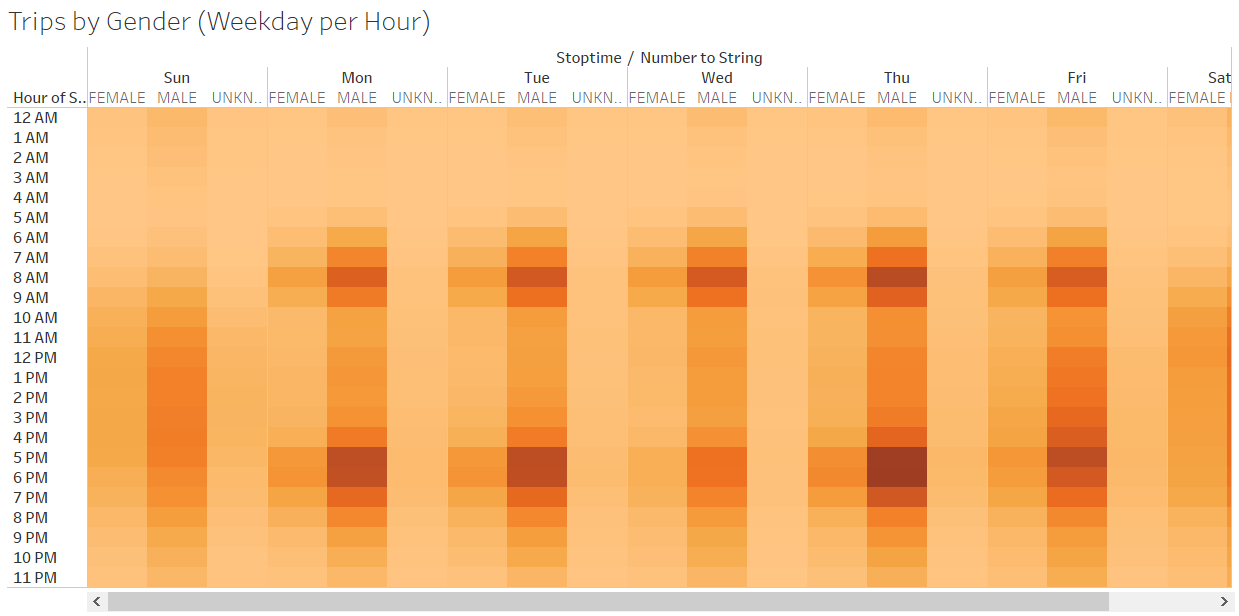 Trips by Gender (Weekday per Hour)
Stoptime / Number to String
Sun Mon Tue Wed Thu Fri Sat
Hour of S.. FEMALE MALE UNKN.. FEMALE MALE UNKN.. FEMALE MALE UNKN.. FEMALE MALE UNKN.. FEMALE MALE UNKN.. FEMALE MALE UNKN.. FEMALE
12 AM
1 AM
2 AM
3 AM
4 AM
5 AM
6 AM
7 AM
8 AM
9 AM
10 AM
11 AM
12 PM
1 PM
2 PM
3 PM
4 PM
5 PM
6 PM
7 PM
8 PM
9 PM
10 PM
11 PM